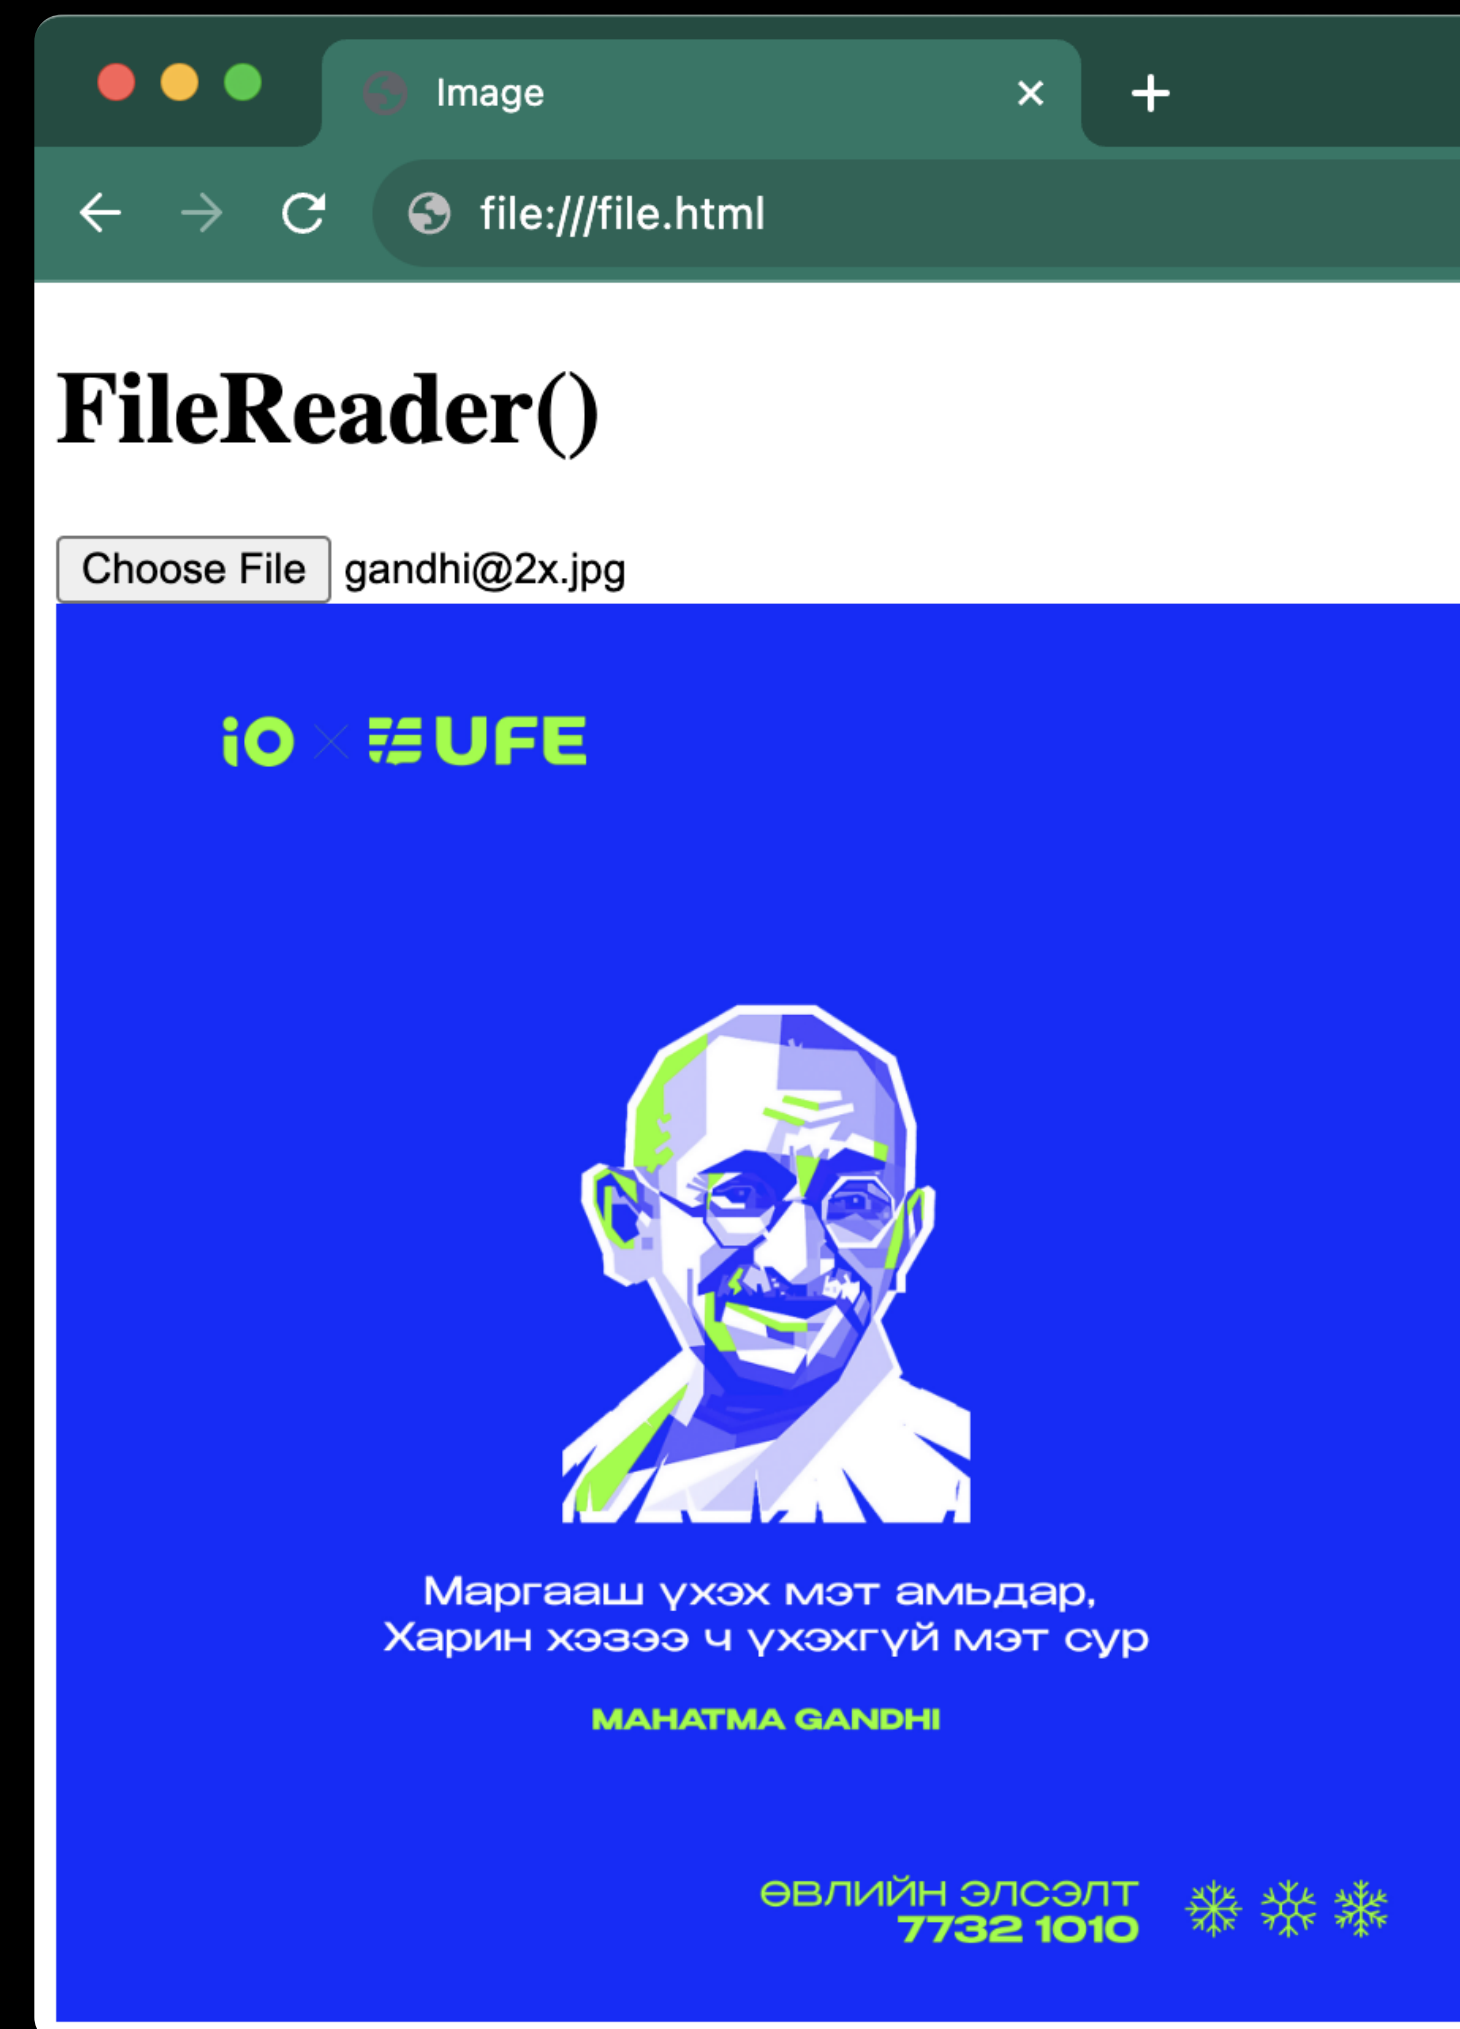 Image
file:///file.html
FileReader()
Choose File gandhi@2x.jpg
iO × UFE
Маргааш үхэх мэт амьдар,
Харин хэзээ ч үхэхгүй мэт сур
MAHATMA GANDHI
ӨВЛИЙН ЭЛСЭЛТ
7732 1010